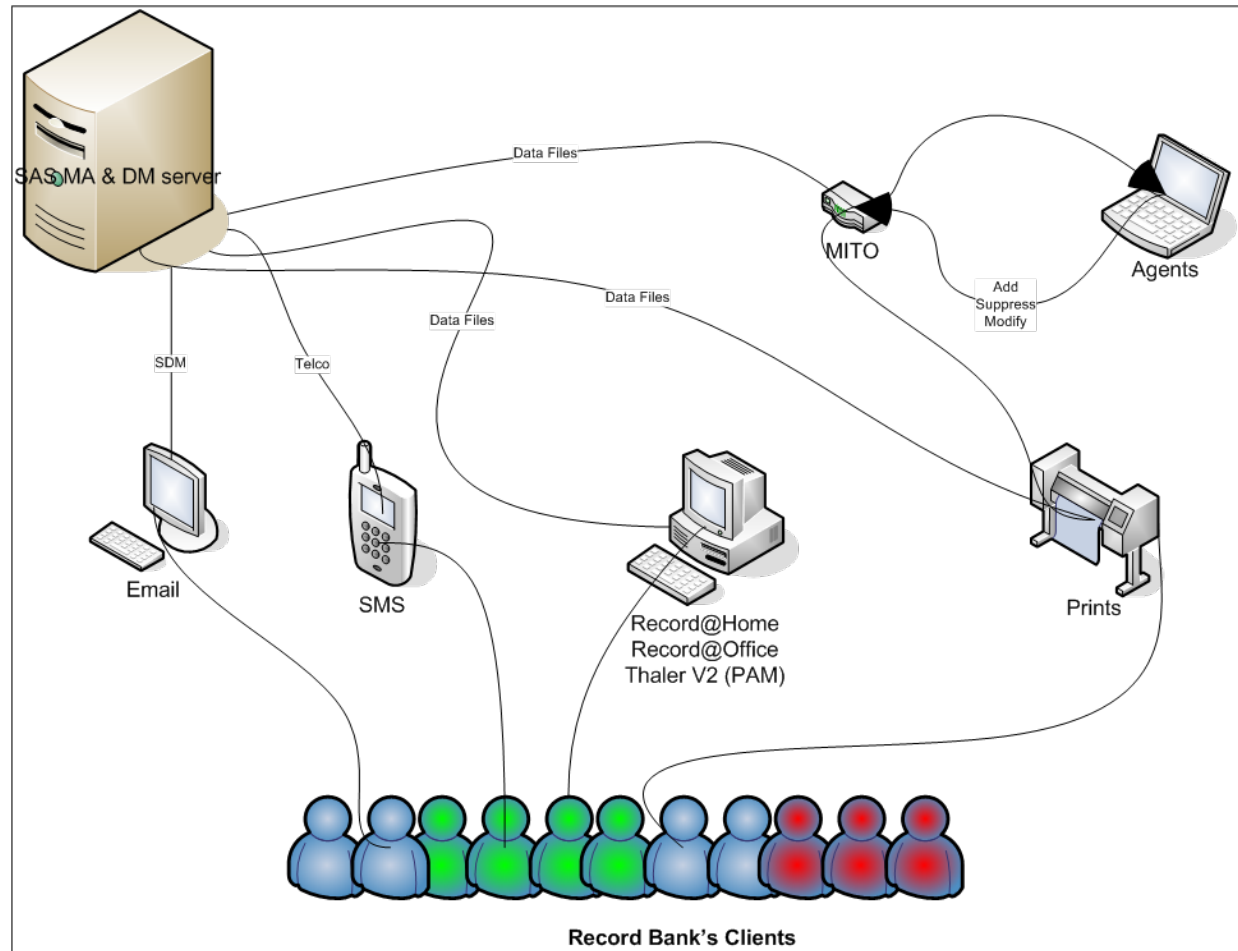 SAS MA & DM server
Data Files
MITO
Agents
Add
Suppress
Modify
Data Files
Data Files
SDM
Telco
Email
SMS
Record@Home
Record@Office
Thaler V2 (PAM)
Prints
Record Bank's Clients